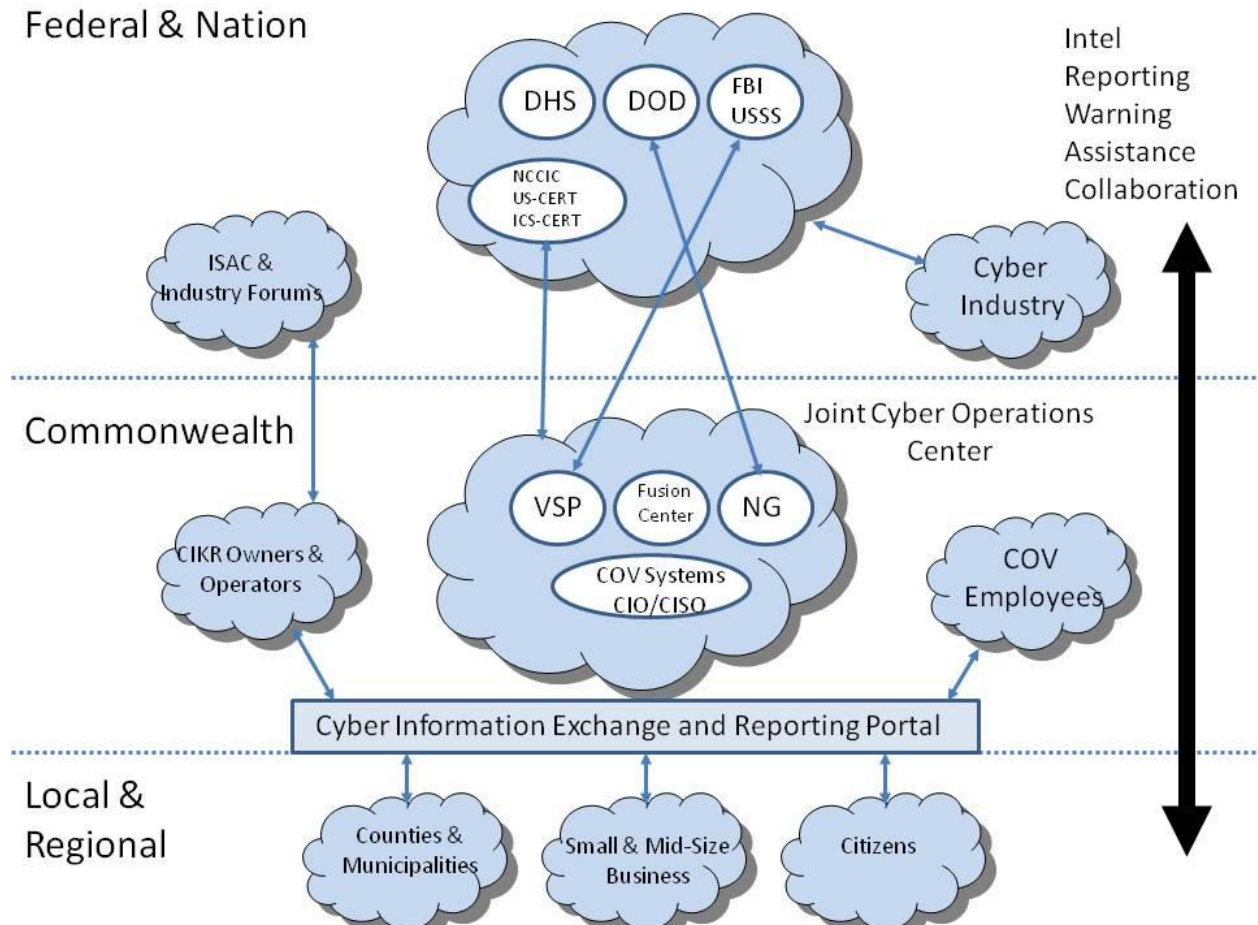 Federal & Nation
DHS
DOD
FBI
USSS
NCCIC
US-CERT
ICS-CERT
Intel
Reporting
Warning
Assistance
Collaboration
ISAC &
Industry Forums
Cyber
Industry
Commonwealth
Joint Cyber Operations
Center
VSP
Fusion
Center
NG
COV Systems
CIO/CISO
CIKR Owners &
Operators
COV
Employees
Cyber Information Exchange and Reporting Portal
Local &
Regional
Counties &
Municipalities
Small & Mid-Size
Business
Citizens